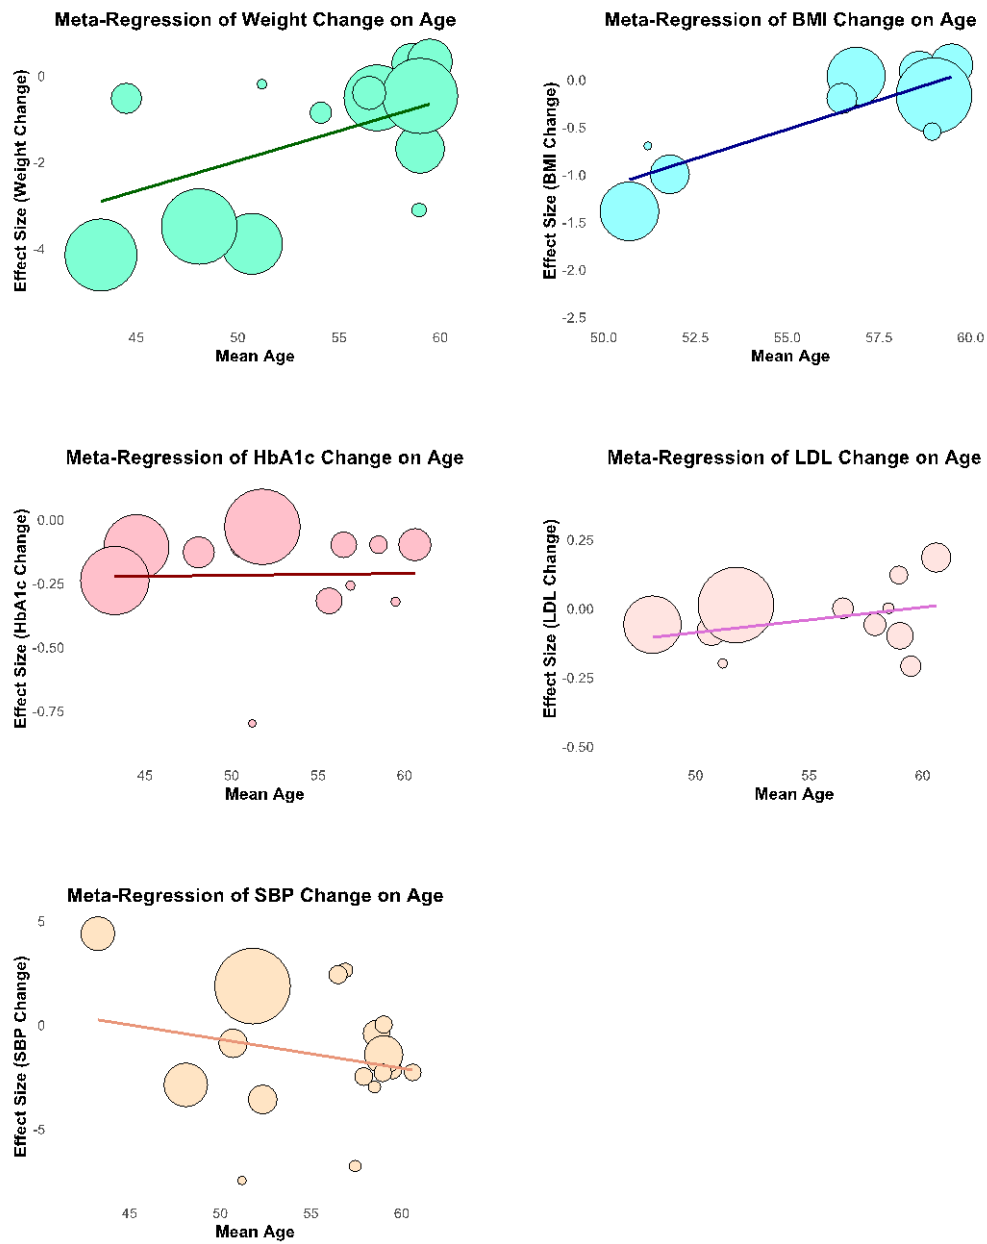 Meta-Regression of Weight Change on Age
Effect Size (Weight Change)
0
-2
-4
45 50 55 60
Mean Age
Meta-Regression of BMI Change on Age
Effect Size (BMI Change)
0.0
-0.5
-1.0
-1.5
-2.0
-2.5
50.0 52.5 55.0 57.5 60.0
Mean Age
Meta-Regression of HbA1c Change on Age
Effect Size (HbA1c Change)
0.00
-0.25
-0.50
-0.75
45 50 55 60
Mean Age
Meta-Regression of LDL Change on Age
Effect Size (LDL Change)
0.25
0.00
-0.25
-0.50
50 55 60
Mean Age
Meta-Regression of SBP Change on Age
Effect Size (SBP Change)
5
0
-5
45 50 55 60
Mean Age